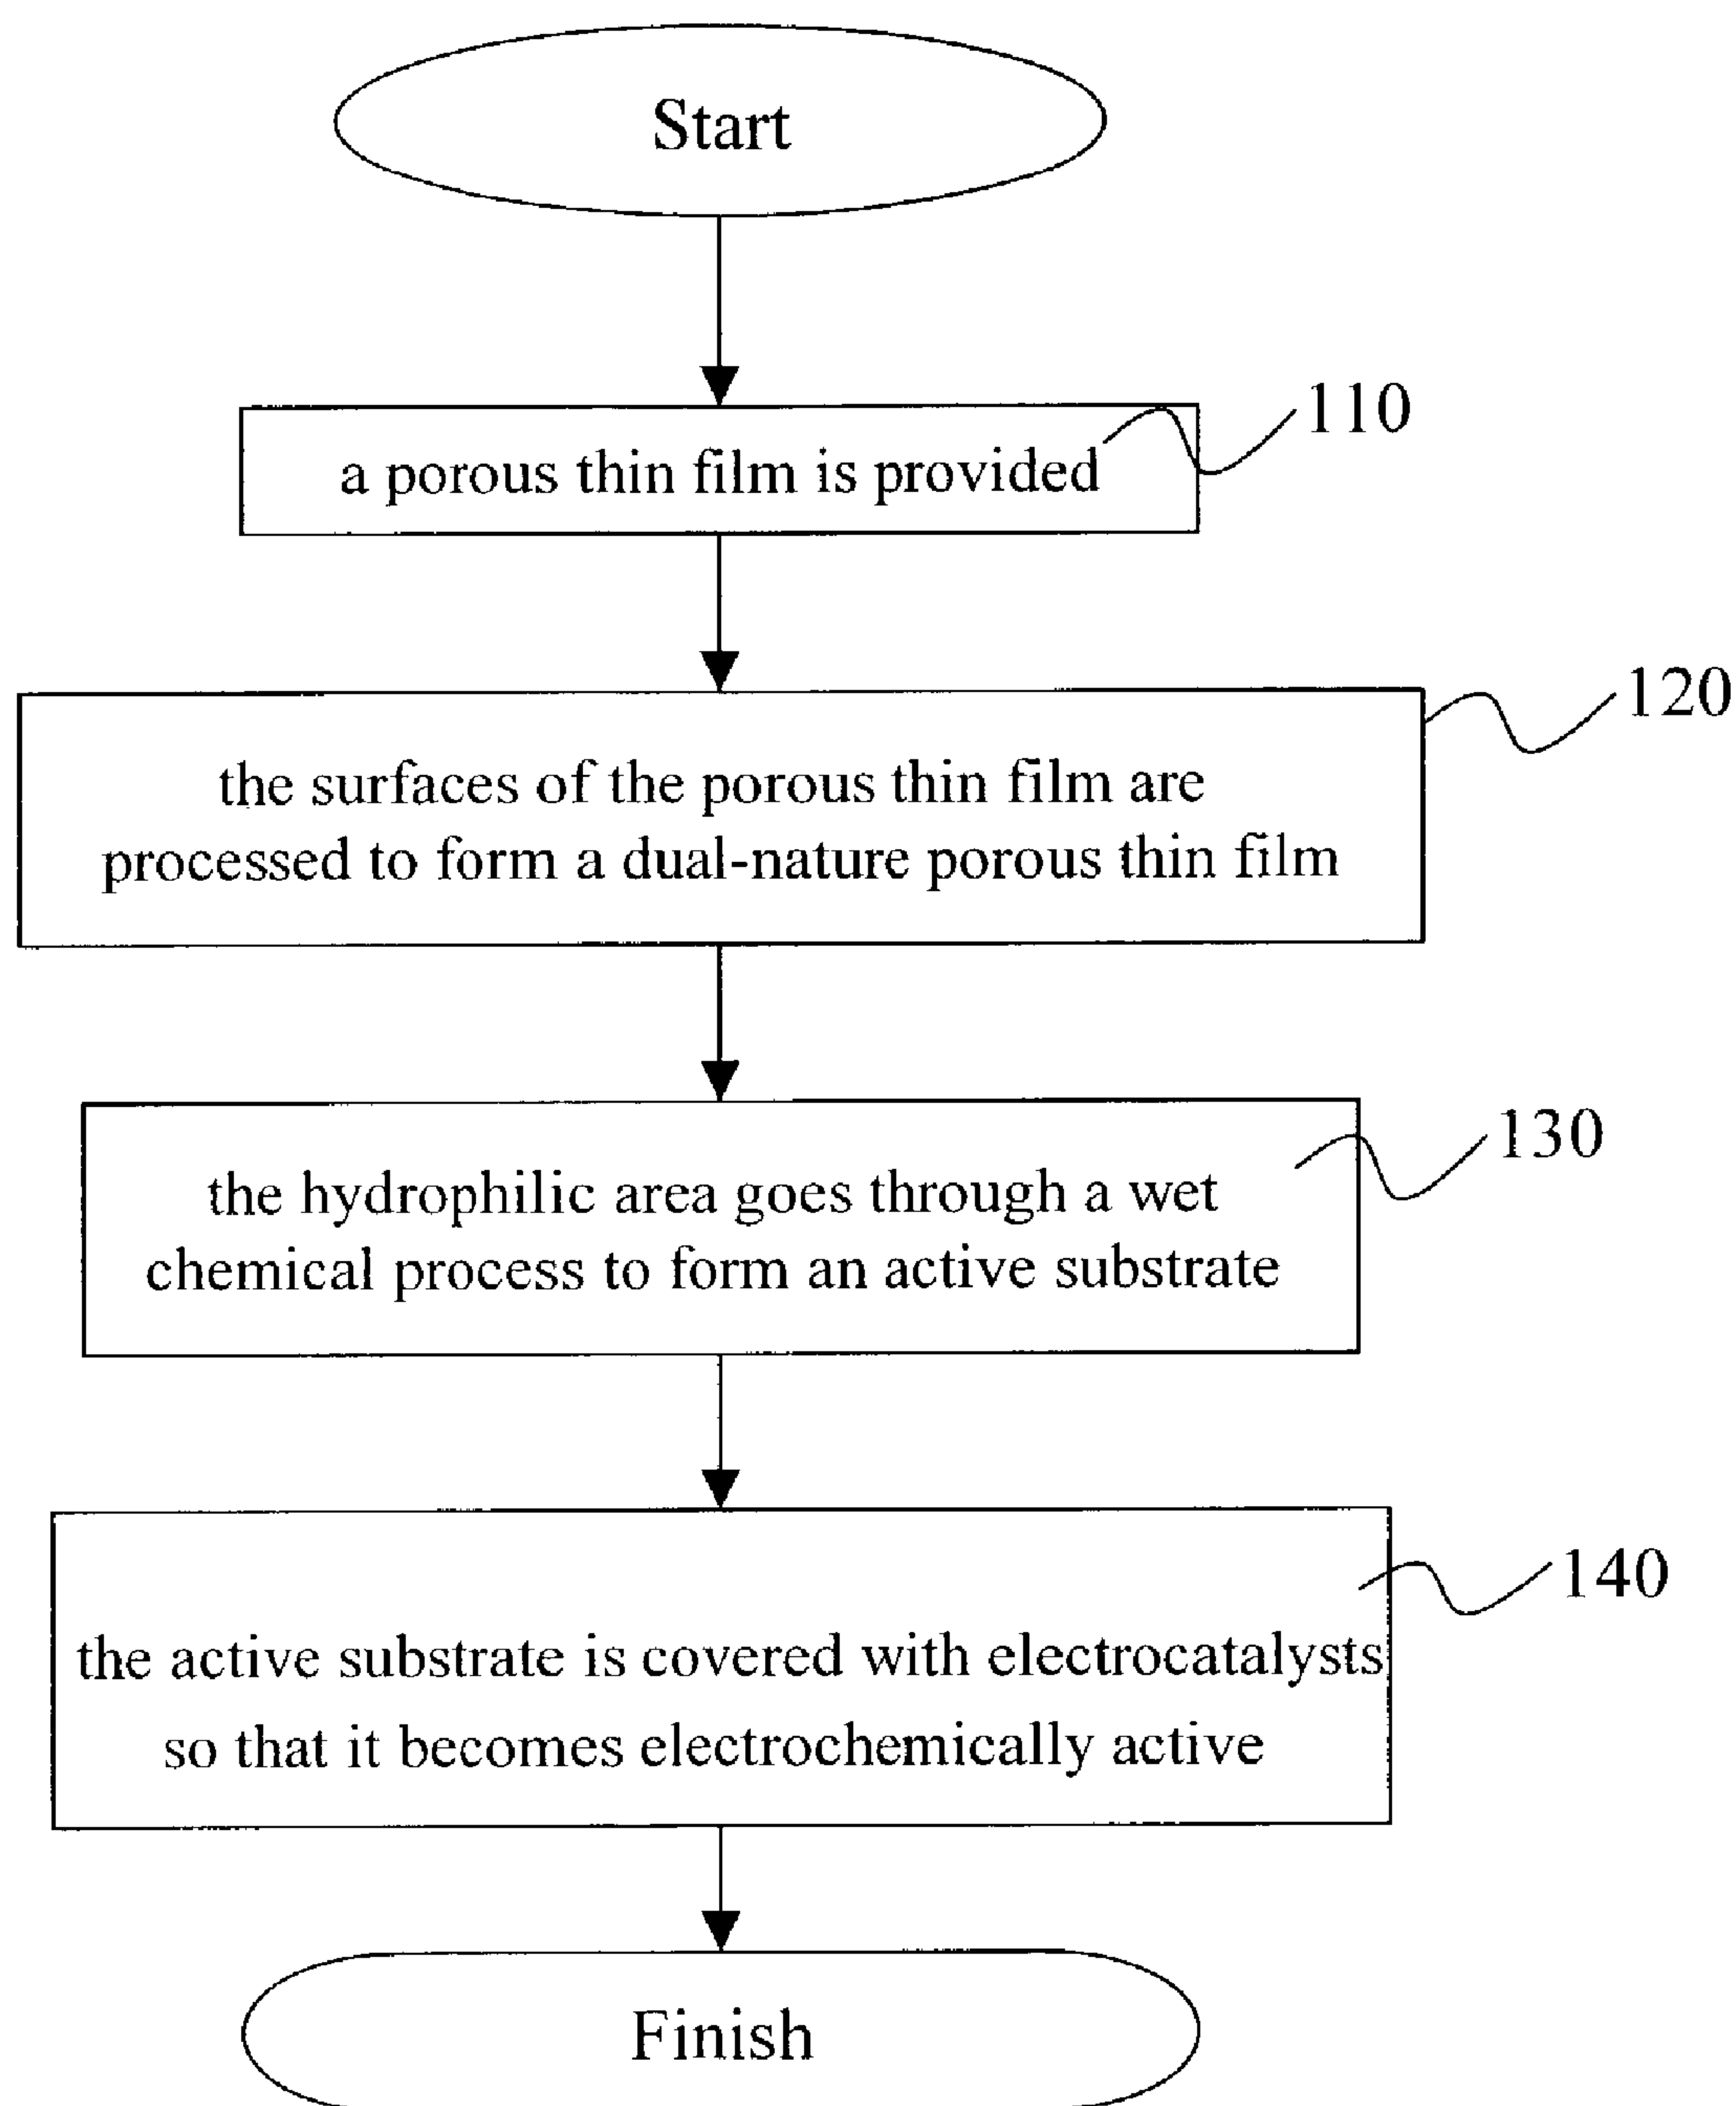 Start
110
a porous thin film is provided
120
the surfaces of the porous thin film are
processed to form a dual-nature porous thin film
130
the hydrophilic area goes through a wet
chemical process to form an active substrate
140
the active substrate is covered with electrocatalysts
so that it becomes electrochemically active
Finish